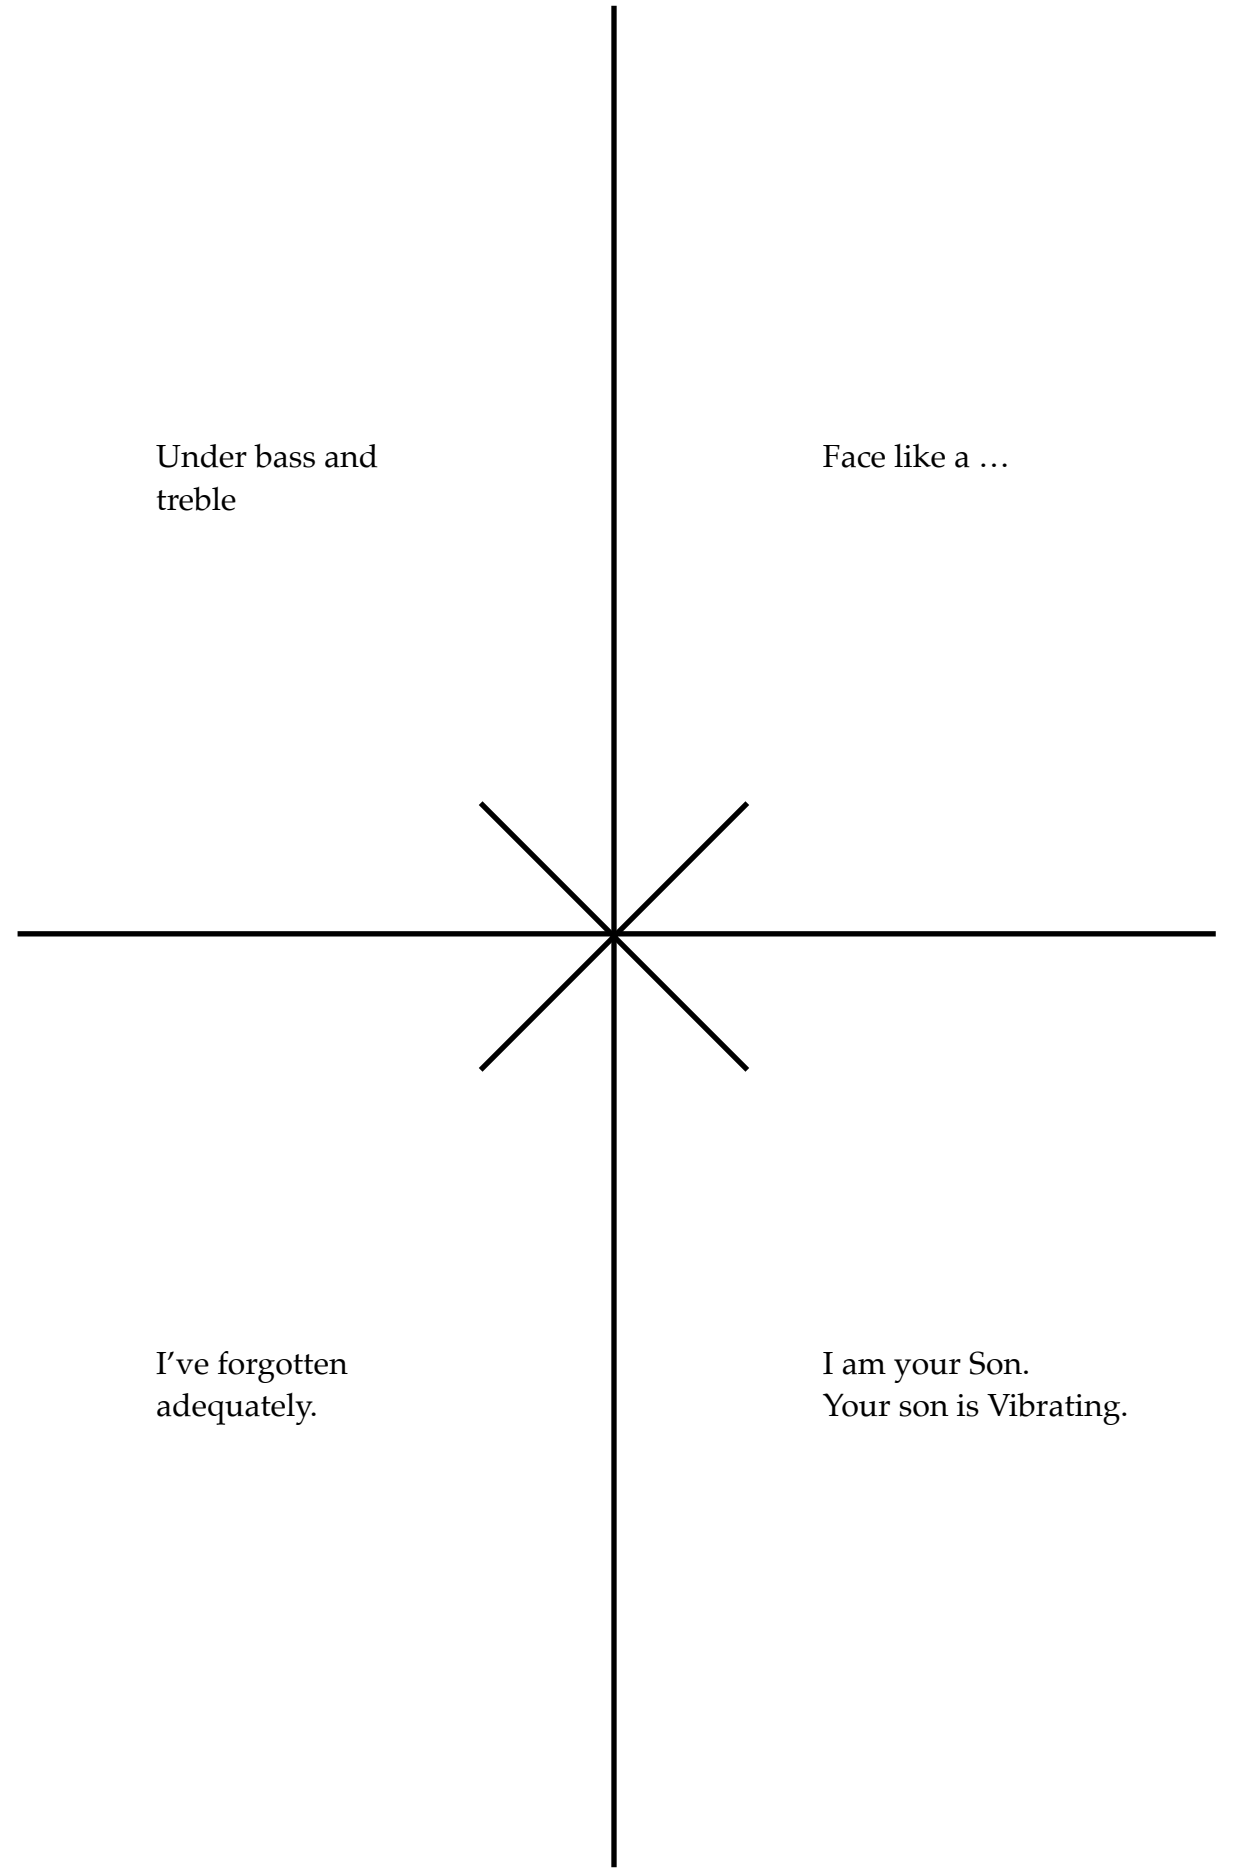 Under bass and
treble
Face like a …
I’ve forgotten
adequately.
I am your Son.
Your son is Vibrating.